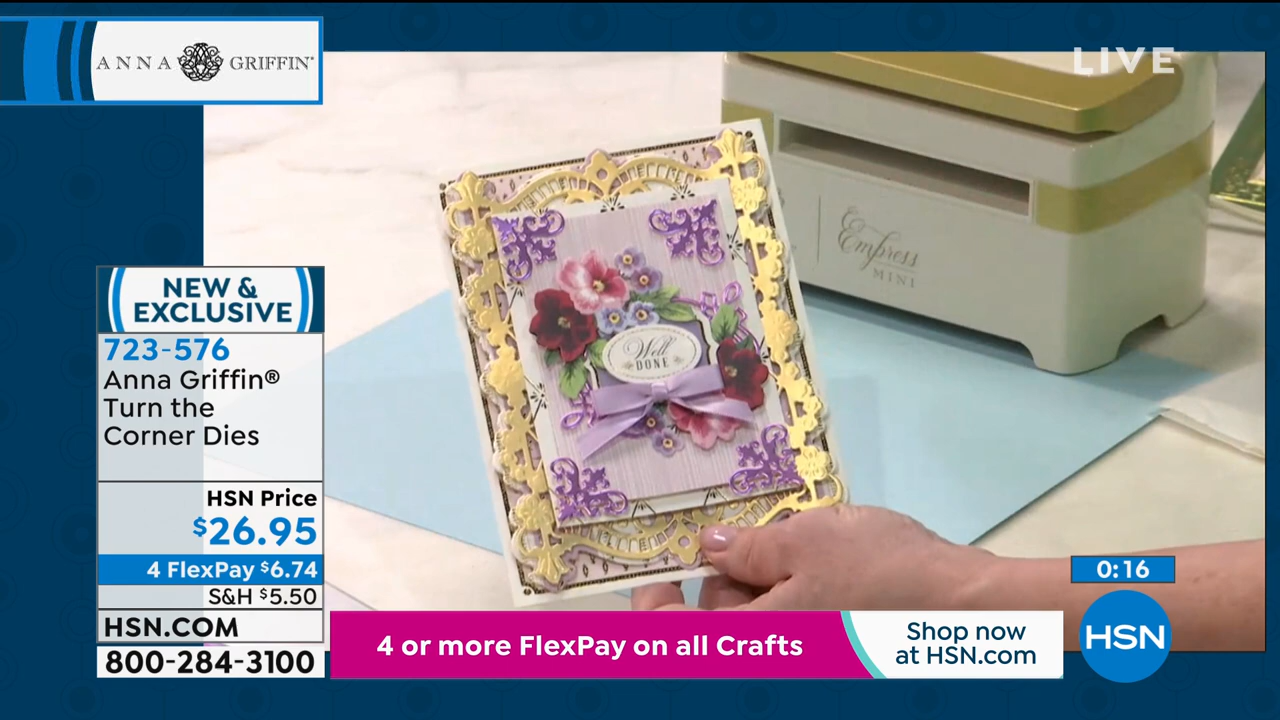 ANNA GRIFFIN®
LIVE
Empress
MINI
Well
DONE
NEW &
EXCLUSIVE
723-576
Anna Griffin®
Turn the
Corner Dies
HSN Price
$26.95
4 FlexPay $6.74
S&H $5.50
HSN.COM
800-284-3100
4 or more FlexPay on all Crafts
Shop now
at HSN.com
0:16
HSN